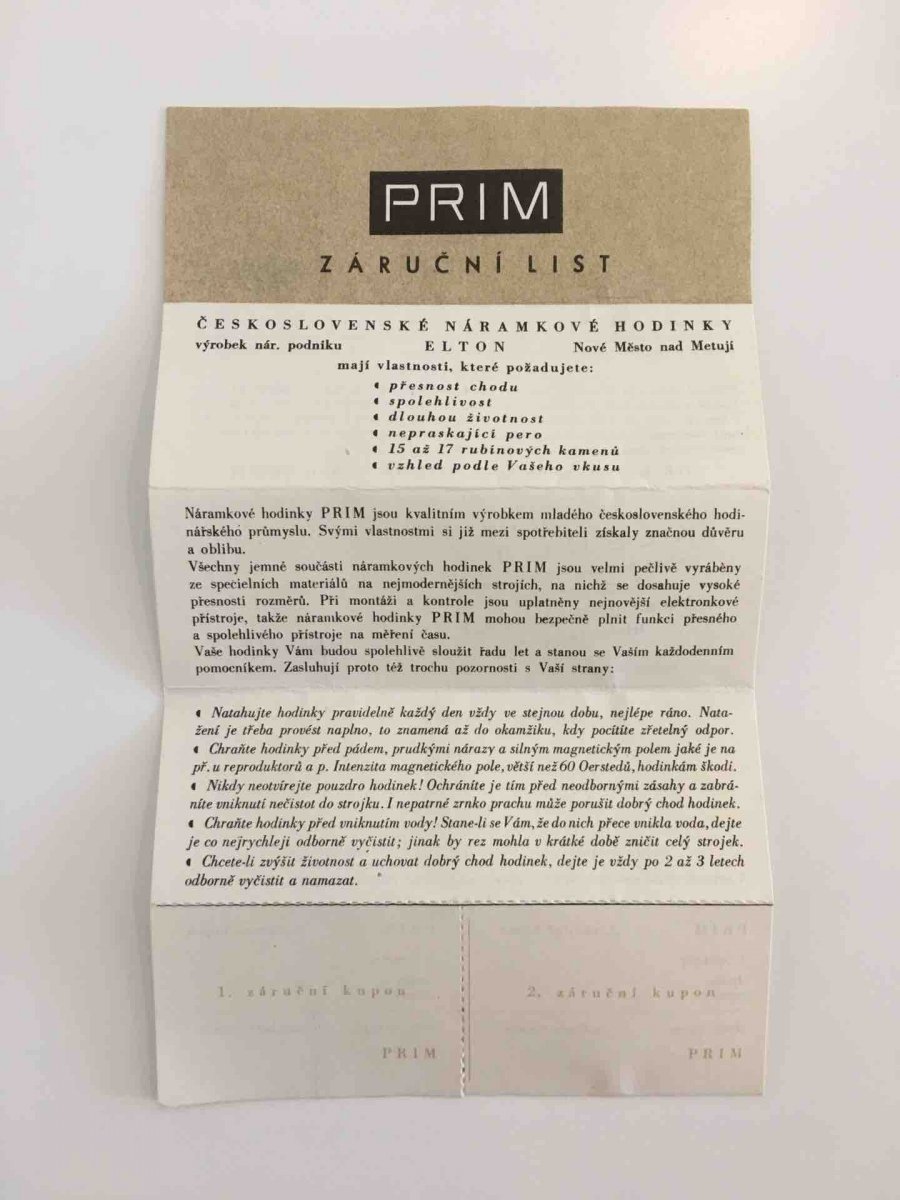 PRIM
ZÁRUČNÍ LIST
ČESKOSLOVENSKÉ NÁRAMKOVÉ HODINKY
výrobek nár. podniku ELTON Nové Město nad Metují
mají vlastnosti, které požadujete:
přesnost chodu
spolehlivost
dlouhou životnost
nepraskající pero
15 až 17 rubínových kamenů
vzhled podle Vašeho vkusu
Náramkové hodinky PRIM jsou kvalitním výrobkem mladého československého hodi-
nářského průmyslu. Svými vlastnostmi si již mezi spotřebiteli získaly značnou důvěru
a oblibu.
Všechny jemné součásti náramkových hodinek PRIM jsou velmi pečlivě vyráběny
ze specielních materiálů na nejmodernějších strojích, na nichž se dosahuje vysoké
přesnosti rozměrů. Při montáži a kontrole jsou uplatněny nejnovější elektronkové
přístroje, takže náramkové hodinky PRIM mohou bezpečně plnit funkci přesného
a spolehlivého přístroje na měření času.
Vaše hodinky Vám budou spolehlivě sloužit řadu let a stanou se Vaším každodenním
pomocníkem. Zasluhují proto též trochu pozornosti s Vaší strany:
Natahujte hodinky pravidelně každý den vždy ve stejnou dobu, nejlépe ráno. Nata-
žení je třeba provést naplno, to znamená až do okamžiku, kdy pocítíte zřetelný odpor.
Chraňte hodinky před pádem, prudkými nárazy a silným magnetickým polem jaké je na
př. u reproduktorů a p. Intenzita magnetického pole, větší než 60 Oerstedů, hodinkám škodí.
Nikdy neotvírejte pouzdro hodinek! Ochráníte je tím před neodbornými zásahy a zabrá-
níte vniknutí nečistot do strojku. I nepatrné zrnko prachu může porušit dobrý chod hodinek.
Chraňte hodinky před vniknutím vody! Stane-li se Vám, že do nich přece vnikla voda, dejte
je co nejrychleji odborně vyčistit; jinak by rez mohla v krátké době zničit celý strojek.
Chcete-li zvýšit životnost a uchovat dobrý chod hodinek, dejte je vždy po 2 až 3 letech
odborně vyčistit a namazat.
1. záruční kupon
2. záruční kupon
PRIM
PRIM